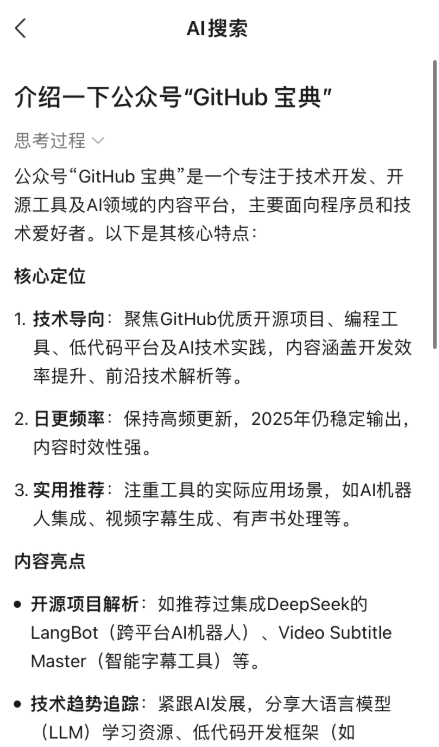 AI搜索
介绍一下公众号“GitHub 宝典”
思考过程
公众号“GitHub 宝典”是一个专注于技术开发、开
源工具及AI领域的内容平台，主要面向程序员和技
术爱好者。以下是其核心特点：
核心定位
1. 技术导向：聚焦GitHub优质开源项目、编程工
具、低代码平台及AI技术实践，内容涵盖开发效
率提升、前沿技术解析等。
2. 日更频率：保持高频更新，2025年仍稳定输出，
内容时效性强。
3. 实用推荐：注重工具的实际应用场景，如AI机器
人集成、视频字幕生成、有声书处理等。
内容亮点
• 开源项目解析：如推荐过集成DeepSeek的
LangBot（跨平台AI机器人）、Video Subtitle
Master（智能字幕工具）等。
• 技术趋势追踪：紧跟AI发展，分享大语言模型
（LLM）学习资源、低代码开发框架（如